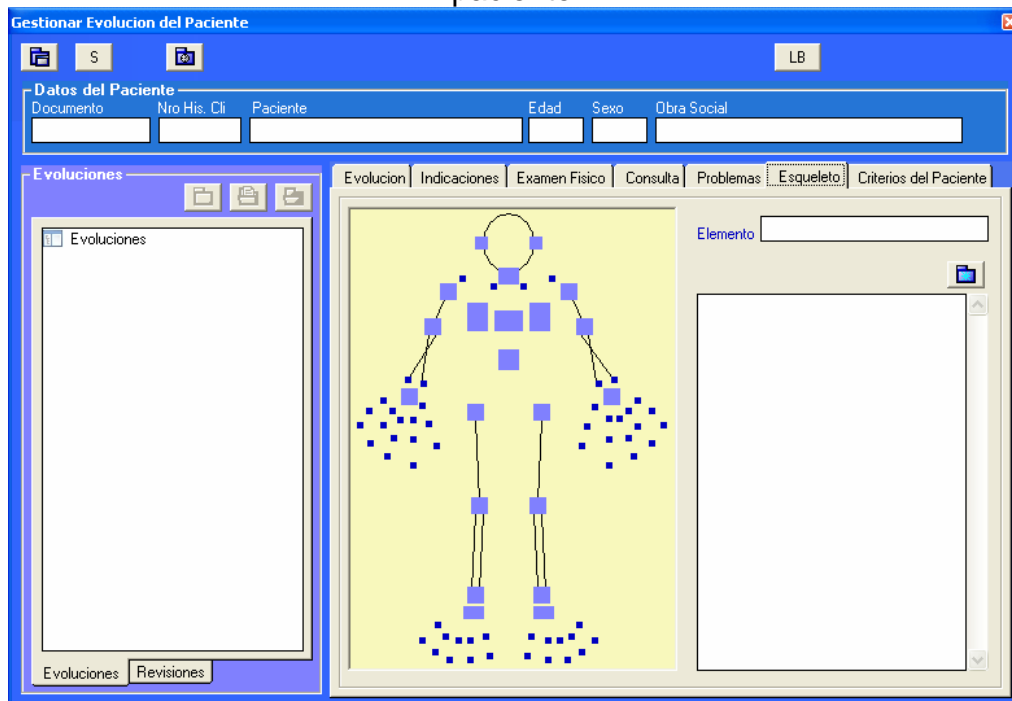 paciente
Gestionar Evolucion del Paciente
S
LB
Datos del Paciente
Documento Nro His. Cli Paciente Edad Sexo Obra Social
Evoluciones
Evolucion Indicaciones Examen Fisico Consulta Problemas Esqueleto Criterios del Paciente
Evoluciones
Elemento
Evoluciones Revisiones